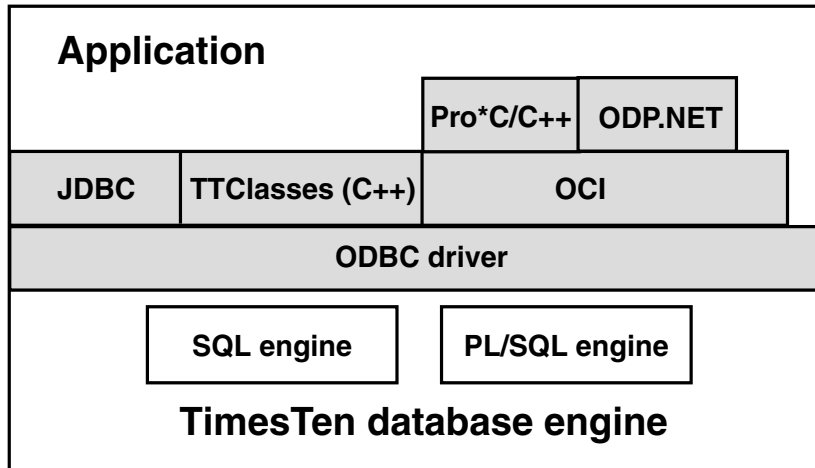 Application
Pro*C/C++ ODP.NET
JDBC TTClasses (C++) OCI
ODBC driver
SQL engine PL/SQL engine
TimesTen database engine